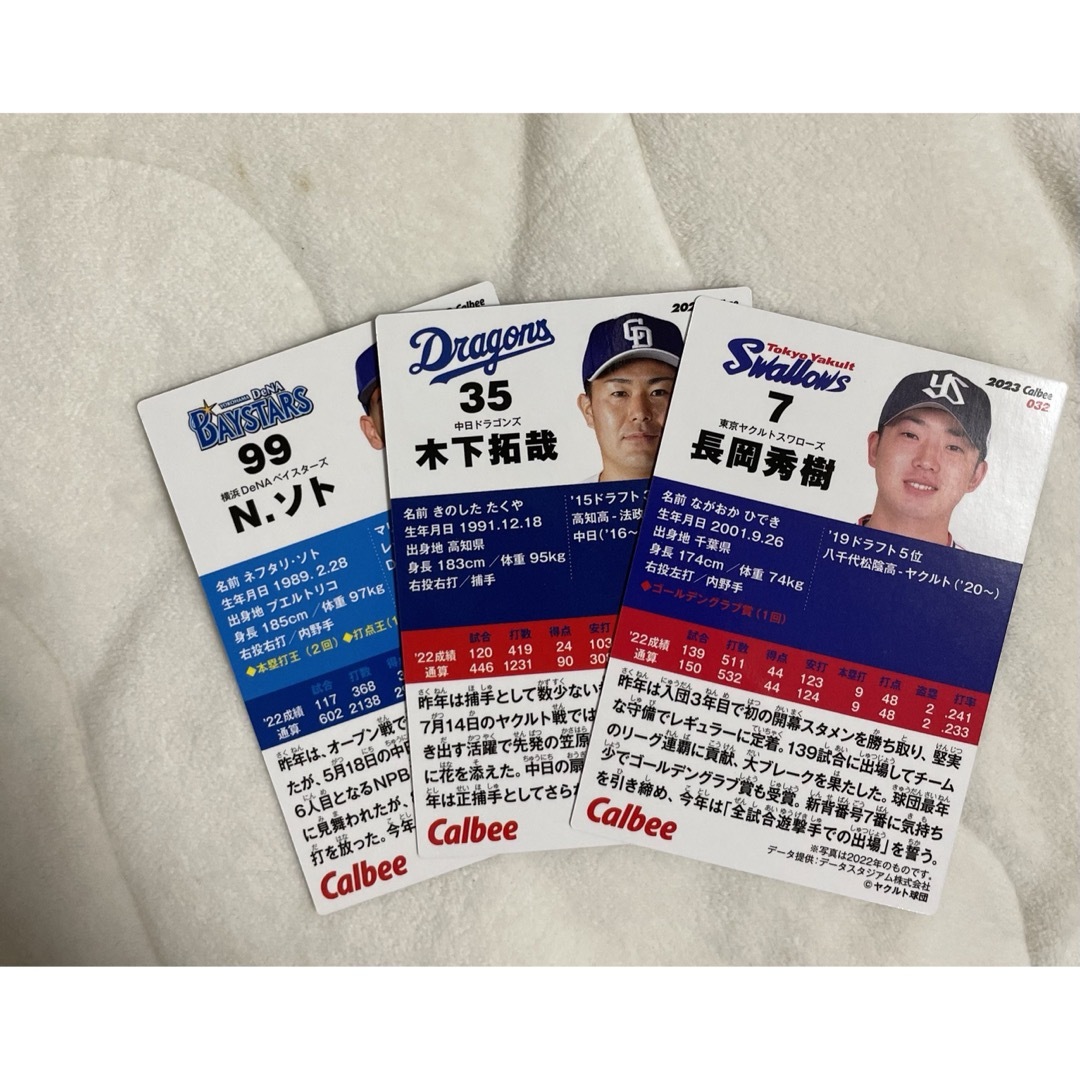 Calbee
YOKOHAMA DeNA
BAYSTARS
99
横浜DeNAベイスターズ
N.ソト
名前 ネフタリ・ソト
生年月日 1989.2.28
出身地 プエルトリコ
身長 185cm/体重 97kg
右投右打/内野手
◆本塁打王(2回)◆打点王(1
試合 打数
'22成績 117 368
通算 602 2138
昨年は、オープン戦で
たが、5月18日の中日
6人目となるNPB
に見舞われたが、
打を放った。今年
Calbee
Dragons
35
中日ドラゴンズ
木下拓哉
名前 きのした たくや
生年月日 1991.12.18
出身地 高知県
身長 183cm/体重 95kg
右投右打/捕手
'15ドラフト
高知高-法政
中日('16〜
試合 打数 得点 安打
'22成績 120 419 24 103
通算 446 1231 90
昨年は捕手として数少ない
7月14日のヤクルト戦では
き出す活躍で先発の笠原
に花を添えた。中日の扇
年は正捕手としてさら
Calbee
Tokyo Yakult
Swallows
2023 Calbee
032
7
東京ヤクルトスワローズ
長岡秀樹
名前 ながおか ひでき
生年月日 2001.9.26
出身地 千葉県
身長 174cm/体重 74kg
右投左打/内野手
◆ゴールデングラブ賞(1回)
'19ドラフト5位
八千代松陰高-ヤクルト('20〜)
試合 打数 得点 安打 本塁打 打点 盗塁 打率
'22成績 139 511 44 123 9 48 2 .241
通算 150 532 44 124 9 48 2 .233
昨年は入団3年目で初の開幕スタメンを勝ち取り、堅実
な守備でレギュラーに定着。139試合に出場してチーム
のリーグ連覇に貢献、大ブレークを果たした。球団最年
少でゴールデングラブ賞も受賞。新背番号7番に気持ち
を引き締め、今年は「全試合遊撃手での出場」を誓う。
※写真は2022年のものです。
データ提供:データスタジアム株式会社
©ヤクルト球団
Calbee